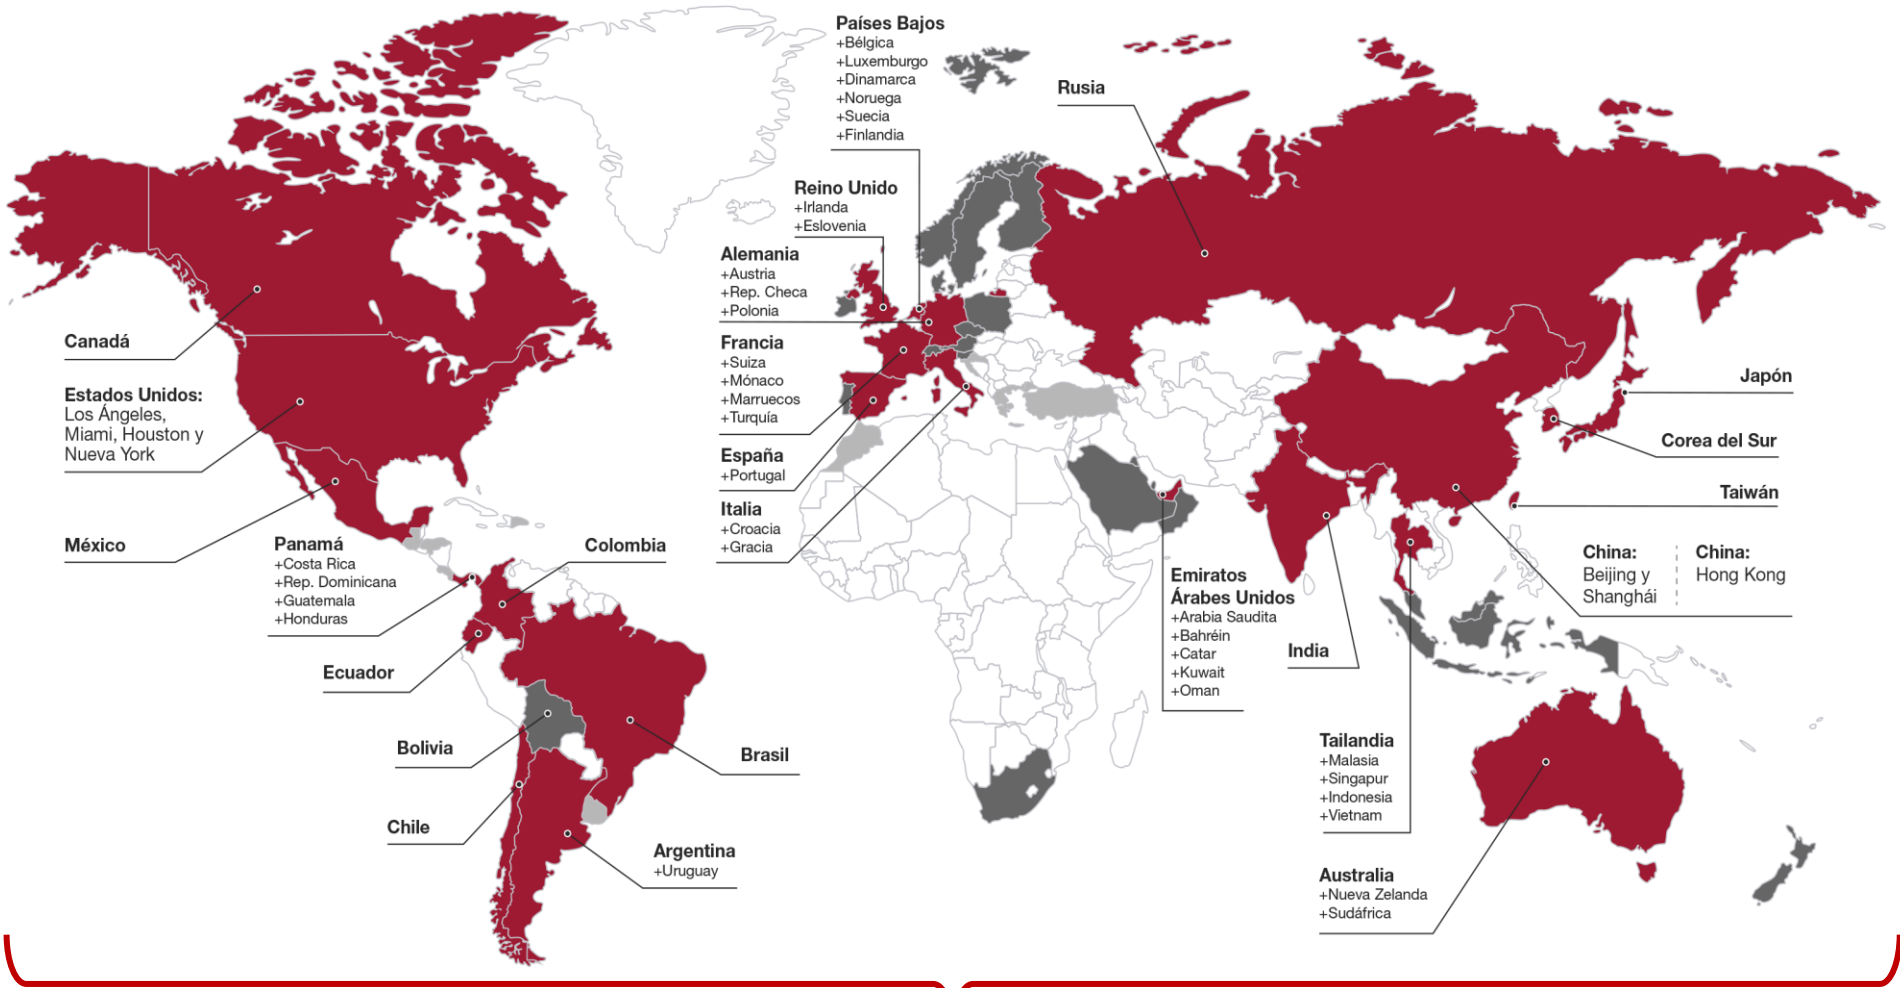 Países Bajos
+Bélgica
+Luxemburgo
+Dinamarca
+Noruega
+Suecia
+Finlandia
Rusia
Reino Unido
+Irlanda
+Eslovenia
Alemania
+Austria
+Rep. Checa
+Polonia
Canadá
Francia
+Suiza
+Mónaco
+Marruecos
+Turquía
Estados Unidos:
Los Ángeles,
Miami, Houston y
Nueva York
Japón
Corea del Sur
España
+Portugal
Taiwán
Italia
+Croacia
+Gracia
México
Panamá
+Costa Rica
+Rep. Dominicana
+Guatemala
+Honduras
Colombia
China:
Beijing y
Shanghái
China:
Hong Kong
Emiratos
Árabes Unidos
+Arabia Saudita
+Bahréin
+Catar
+Kuwait
+Oman
India
Ecuador
Bolivia
Brasil
Tailandia
+Malasia
+Singapur
+Indonesia
+Vietnam
Chile
Argentina
+Uruguay
Australia
+Nueva Zelanda
+Sudáfrica